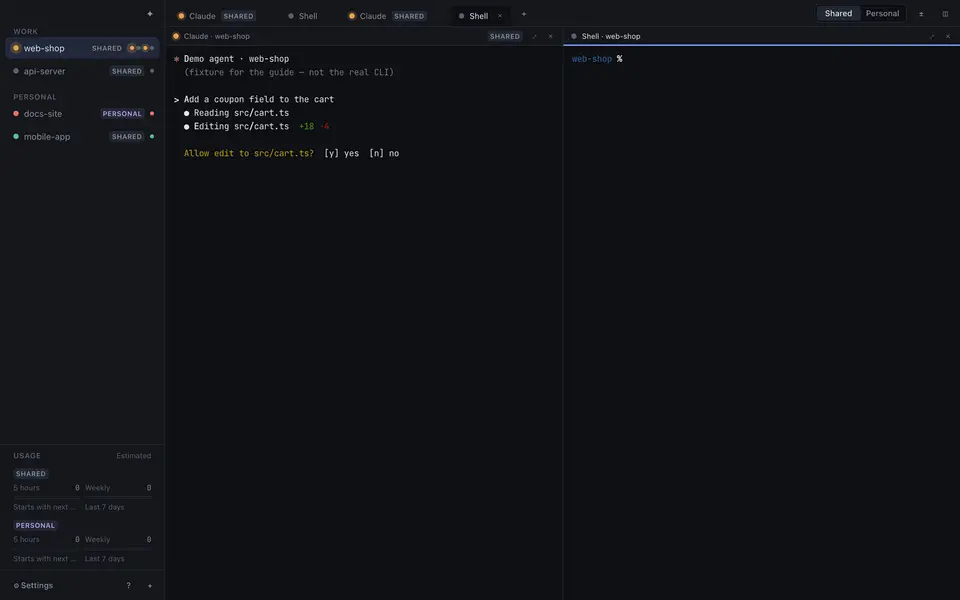 Claude SHARED Shell Claude SHARED Shell × +
Shared Personal
WORK
web-shop SHARED
api-server SHARED
PERSONAL
docs-site PERSONAL
mobile-app SHARED
USAGE Estimated
SHARED
5 hours 0 Weekly 0
Starts with next ... Last 7 days
PERSONAL
5 hours 0 Weekly 0
Starts with next ... Last 7 days
Settings ? +
Claude · web-shop SHARED ×
Demo agent · web-shop
(fixture for the guide — not the real CLI)
> Add a coupon field to the cart
● Reading src/cart.ts
● Editing src/cart.ts +18 -4
Allow edit to src/cart.ts? [y] yes [n] no
Shell · web-shop ×
web-shop %